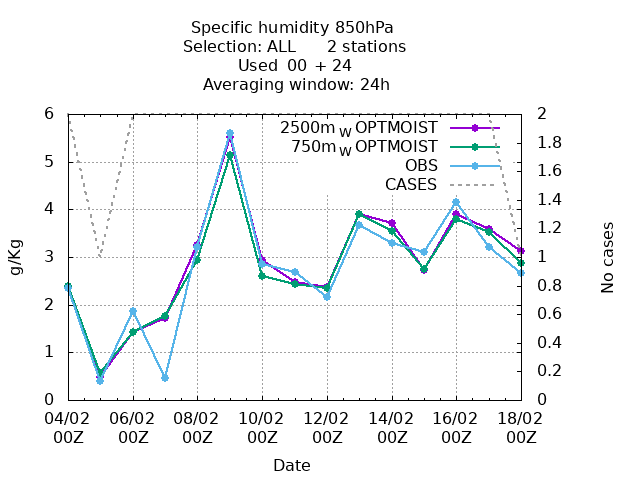 Specific humidity 850hPa
Selection: ALL 2 stations
Used 00 + 24
Averaging window: 24h
2500m_W OPTMOIST
750m_W OPTMOIST
OBS
CASES
g/Kg
6
5
4
3
2
1
0
No cases
2
1.8
1.6
1.4
1.2
1
0.8
0.6
0.4
0.2
0
04/02 06/02 08/02 10/02 12/02 14/02 16/02 18/02
00Z 00Z 00Z 00Z 00Z 00Z 00Z 00Z
Date